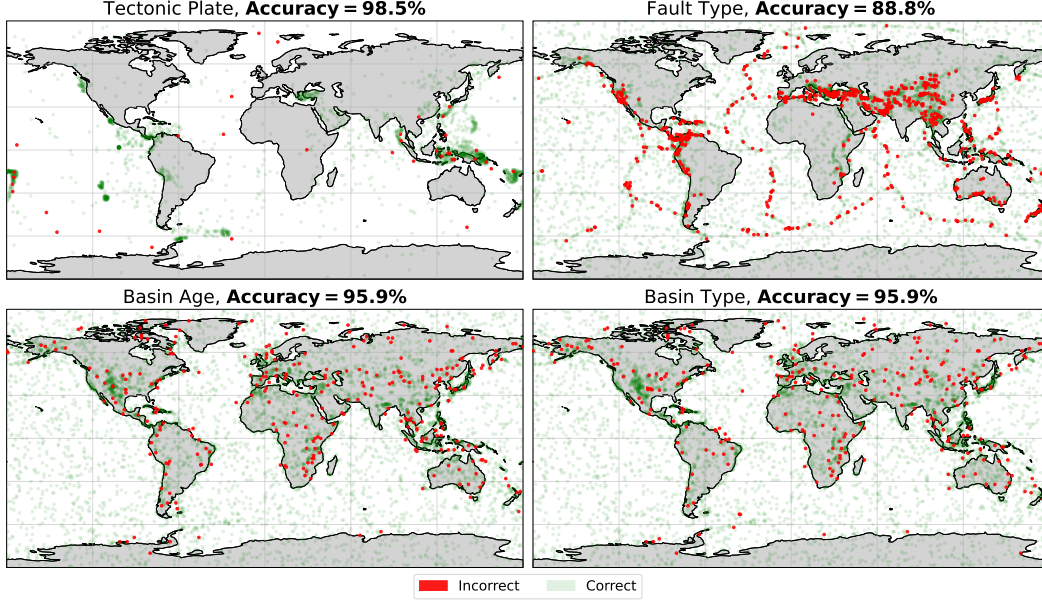 Tectonic Plate, Accuracy = 98.5%
Fault Type, Accuracy = 88.8%
Basin Age, Accuracy = 95.9%
Basin Type, Accuracy = 95.9%
Incorrect
Correct